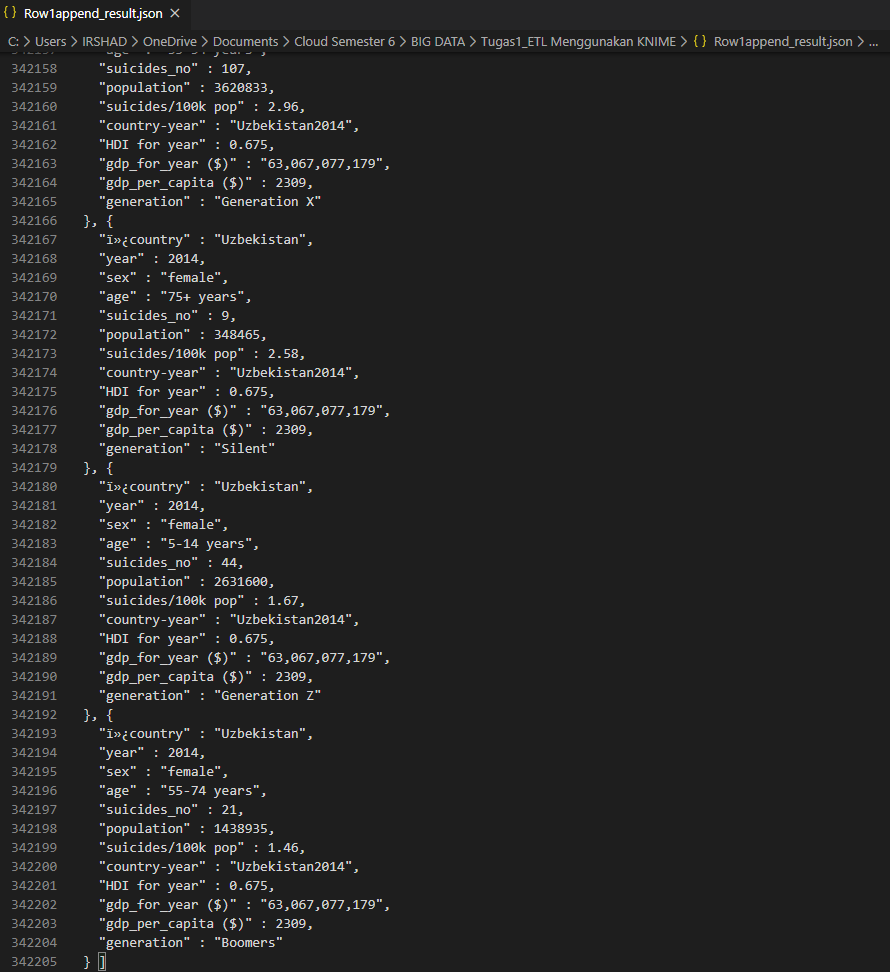 {} Row1append_result.json ×
C: > Users > IRSHAD > OneDrive > Documents > Cloud Semester 6 > BIG DATA > Tugas1_ETL Menggunakan KNIME > {} Row1append_result.json > ...
342158 "suicides_no" : 107,
342159 "population" : 3620833,
342160 "suicides/100k pop" : 2.96,
342161 "country-year" : "Uzbekistan2014",
342162 "HDI for year" : 0.675,
342163 "gdp_for_year ($)" : "63,067,077,179",
342164 "gdp_per_capita ($)" : 2309,
342165 "generation" : "Generation X"
342166 }, {
342167 "ï»¿country" : "Uzbekistan",
342168 "year" : 2014,
342169 "sex" : "female",
342170 "age" : "75+ years",
342171 "suicides_no" : 9,
342172 "population" : 348465,
342173 "suicides/100k pop" : 2.58,
342174 "country-year" : "Uzbekistan2014",
342175 "HDI for year" : 0.675,
342176 "gdp_for_year ($)" : "63,067,077,179",
342177 "gdp_per_capita ($)" : 2309,
342178 "generation" : "Silent"
342179 }, {
342180 "ï»¿country" : "Uzbekistan",
342181 "year" : 2014,
342182 "sex" : "female",
342183 "age" : "5-14 years",
342184 "suicides_no" : 44,
342185 "population" : 2631600,
342186 "suicides/100k pop" : 1.67,
342187 "country-year" : "Uzbekistan2014",
342188 "HDI for year" : 0.675,
342189 "gdp_for_year ($)" : "63,067,077,179",
342190 "gdp_per_capita ($)" : 2309,
342191 "generation" : "Generation Z"
342192 }, {
342193 "ï»¿country" : "Uzbekistan",
342194 "year" : 2014,
342195 "sex" : "female",
342196 "age" : "55-74 years",
342197 "suicides_no" : 21,
342198 "population" : 1438935,
342199 "suicides/100k pop" : 1.46,
342200 "country-year" : "Uzbekistan2014",
342201 "HDI for year" : 0.675,
342202 "gdp_for_year ($)" : "63,067,077,179",
342203 "gdp_per_capita ($)" : 2309,
342204 "generation" : "Boomers"
342205 } ]